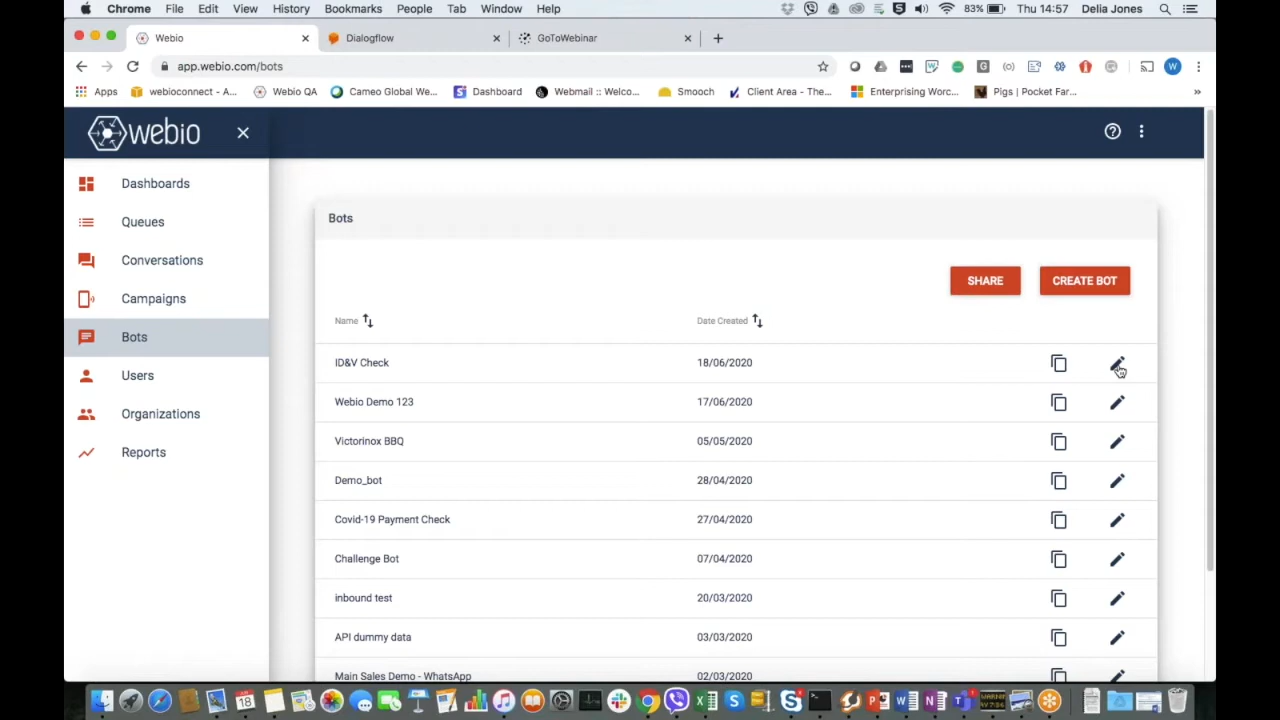 Chrome File Edit View History Bookmarks People Tab Window Help 83% Thu 14:57 Delia Jones
Webio Dialogflow GoToWebinar
app.webio.com/bots
Apps webioconnect - A... Webio QA Cameo Global We... Dashboard Webmail :: Welco... Smooch Client Area - The... Enterprising Worc... Pigs | Pocket Far... »
webio
Dashboards
Queues
Conversations
Campaigns
Bots
Users
Organizations
Reports
Bots
SHARE CREATE BOT
Name Date Created
ID&V Check 18/06/2020
Webio Demo 123 17/06/2020
Victorinox BBQ 05/05/2020
Demo_bot 28/04/2020
Covid-19 Payment Check 27/04/2020
Challenge Bot 07/04/2020
inbound test 20/03/2020
API dummy data 03/03/2020
Main Sales Demo - WhatsApp 02/03/2020